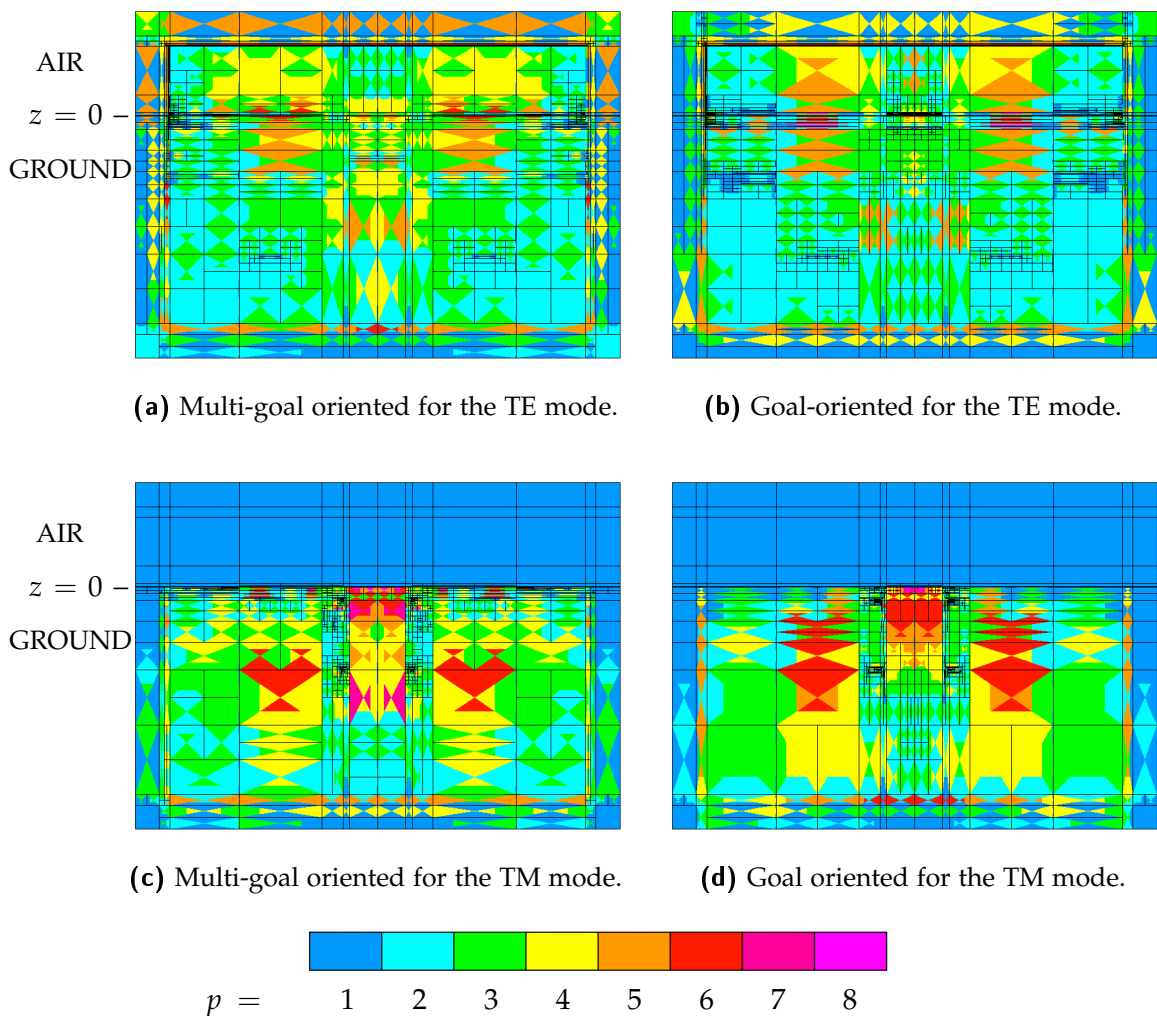 AIR
z = 0 –
GROUND
(a) Multi-goal oriented for the TE mode.
(b) Goal-oriented for the TE mode.
AIR
z = 0 –
GROUND
(c) Multi-goal oriented for the TM mode.
(d) Goal oriented for the TM mode.
p = 1 2 3 4 5 6 7 8